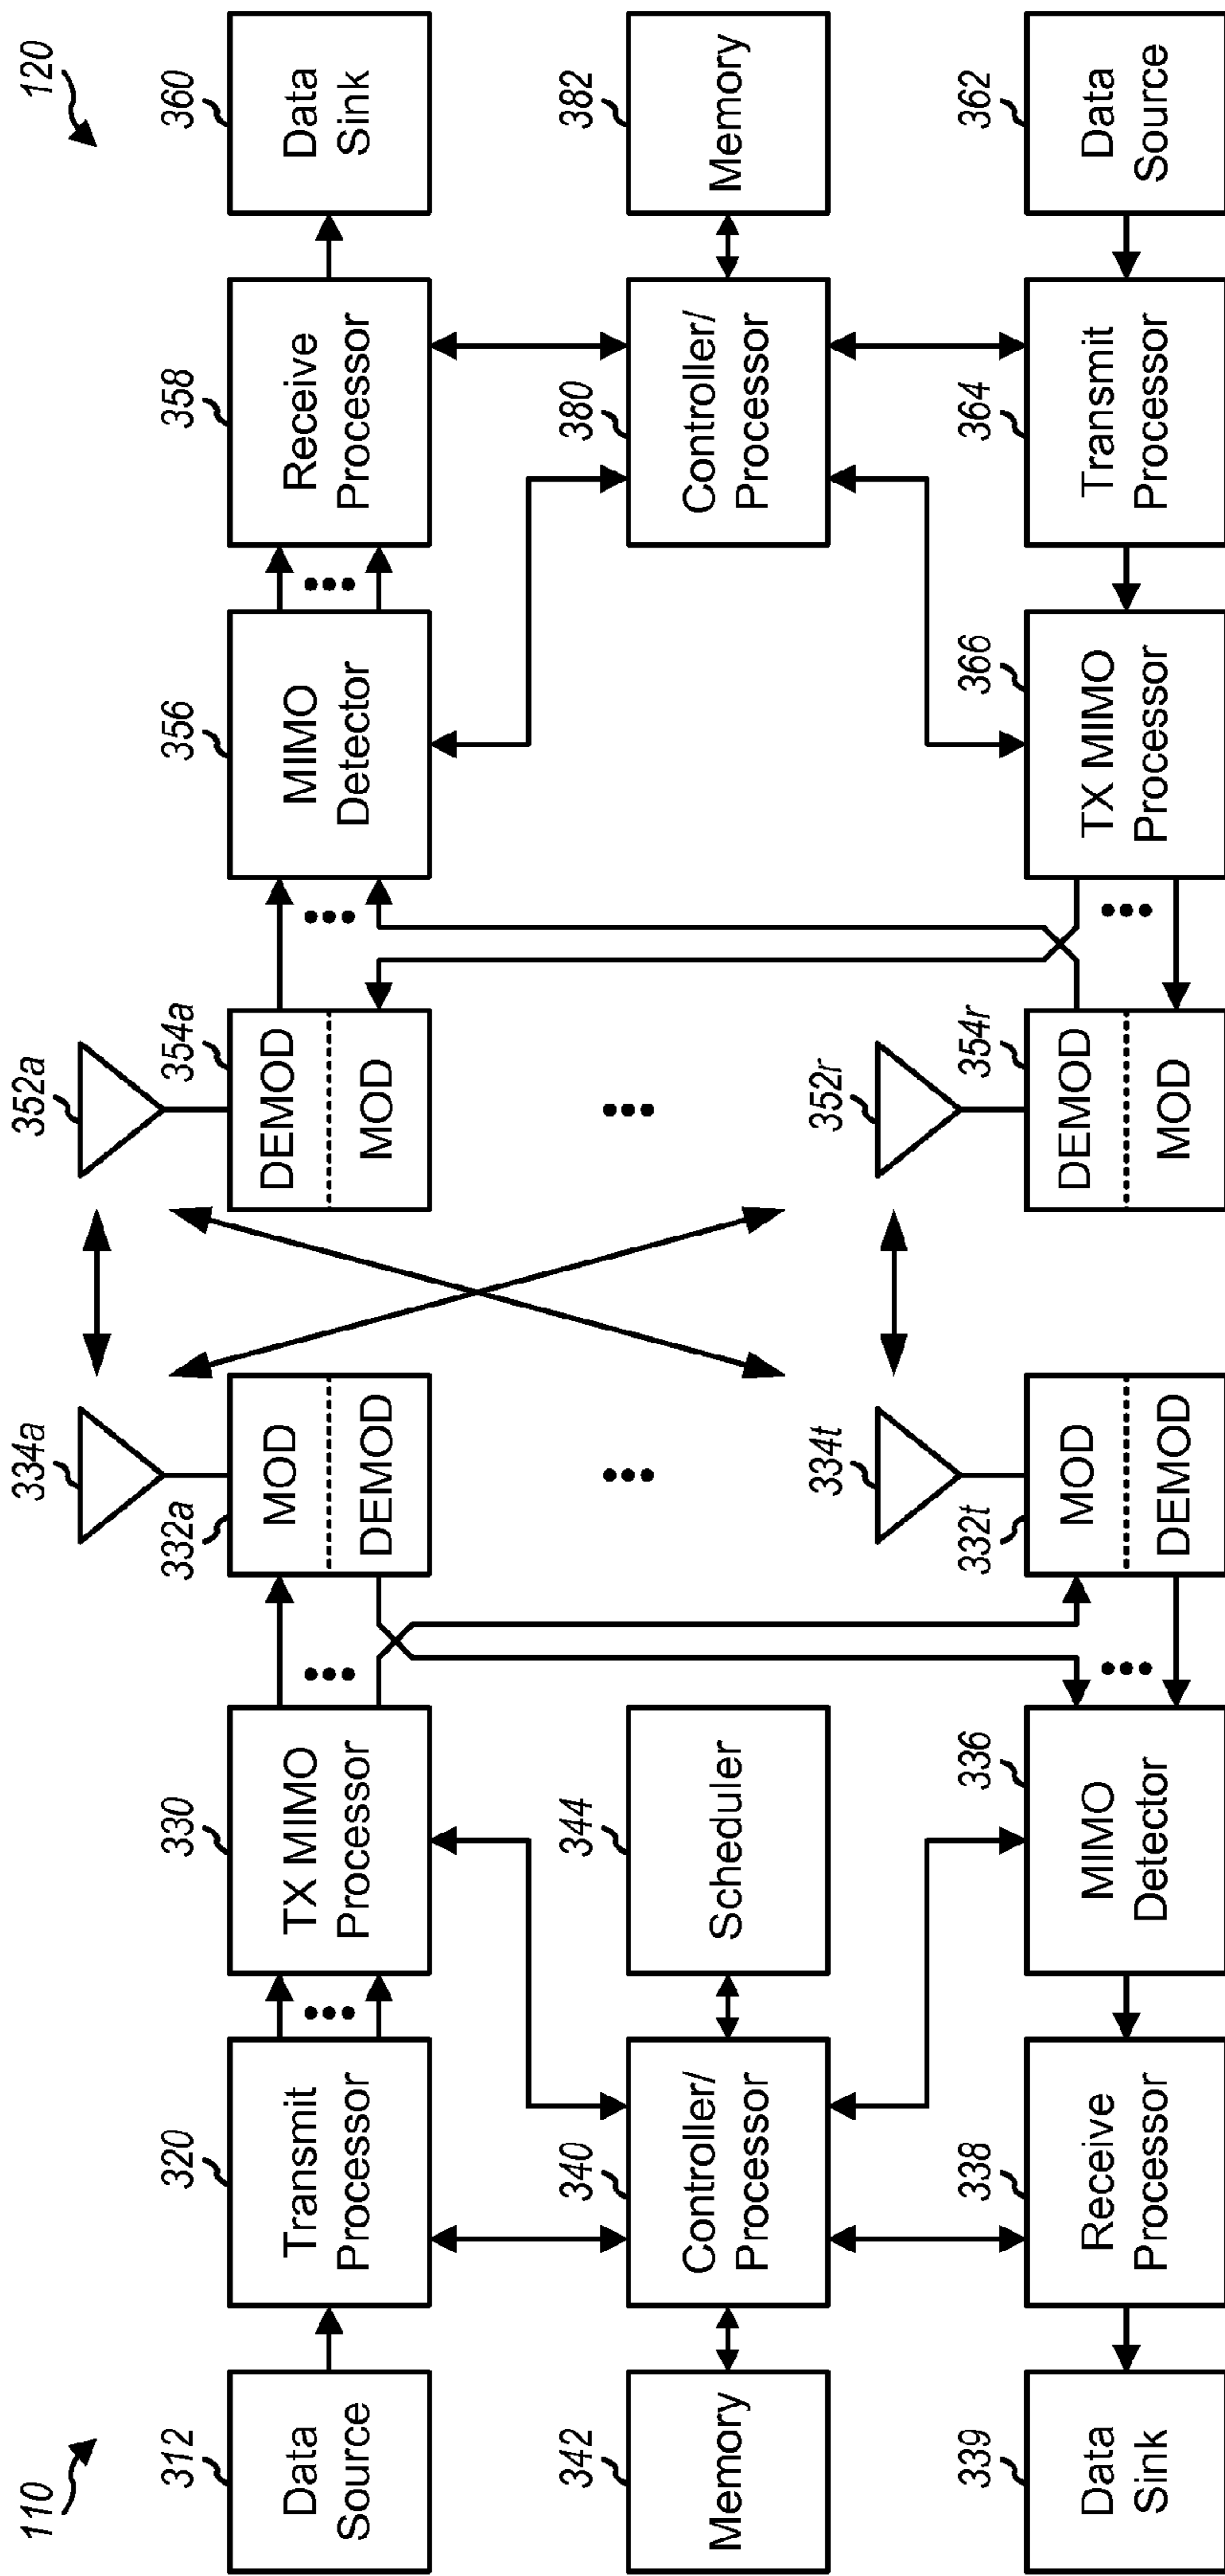 110
120
334a
352a
312
320
330
332a
354a
356
358
360
Data
Source
Transmit
Processor
TX MIMO
Processor
MOD
DEMOD
DEMOD
MOD
MIMO
Detector
Receive
Processor
Data
Sink
342
340
344
380
382
Memory
Controller/
Processor
Scheduler
Controller/
Processor
Memory
334t
352r
339
338
336
332t
354r
366
364
362
Data
Sink
Receive
Processor
MIMO
Detector
MOD
DEMOD
DEMOD
MOD
TX MIMO
Processor
Transmit
Processor
Data
Source